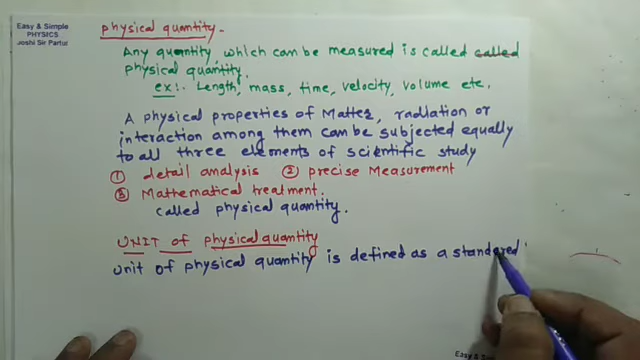 Easy & Simple
PHYSICS
Joshi Sir Partur
physical quantity -
Any quantity which can be measured is called called
physical quantity.
ex:- Length, mass, time, velocity, volume etc.
A physical properties of Matter, radiation or
interaction among them can be subjected equally
to all three elements of scientific study
① detail analysis ② precise Measurement
③ Mathematical treatment.
called physical quantity.
UNIT of physical quantity
unit of physical quantity is defined as a standered
Easy & S